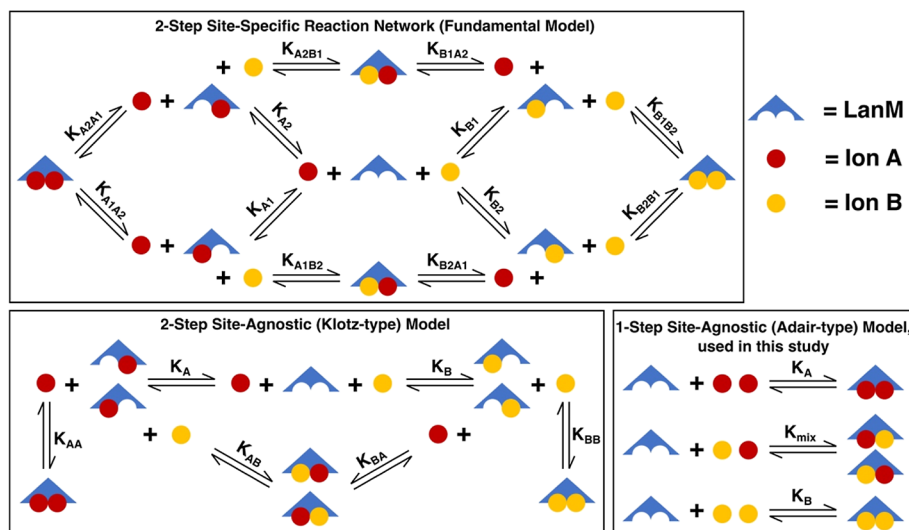 2-Step Site-Specific Reaction Network (Fundamental Model)
+ K_A2B1 K_B1A2 +
K_A2A1 + K_A2 K_B1 + K_B1B2
+ +
K_A1A2 + K_A1 K_B2 + K_B2B1
+ K_A1B2 K_B2A1 +
= LanM
= Ion A
= Ion B
2-Step Site-Agnostic (Klotz-type) Model
+ K_A + + K_B +
K_AA + K_AB K_BA + K_BB
1-Step Site-Agnostic (Adair-type) Model,
used in this study
+ K_A
+ K_mix
+ K_B